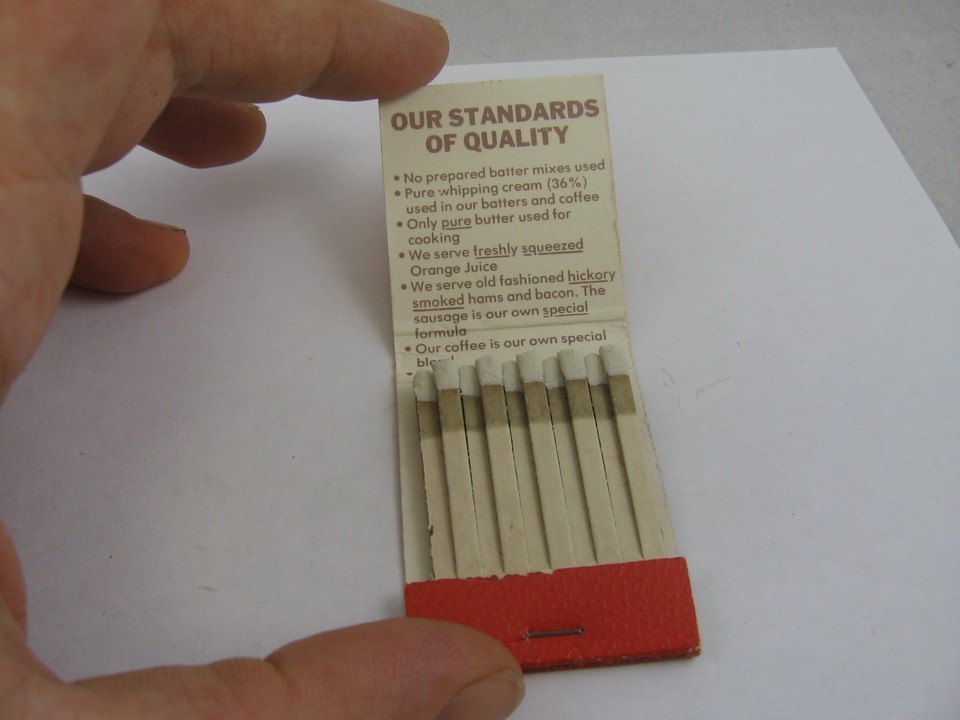 OUR STANDARDS
OF QUALITY
• No prepared batter mixes used
• Pure whipping cream (36%)
used in our batters and coffee
• Only pure butter used for
cooking
• We serve freshly squeezed
Orange Juice
• We serve old fashioned hickory
smoked hams and bacon. The
sausage is our own special
formula
• Our coffee is our own special
blend